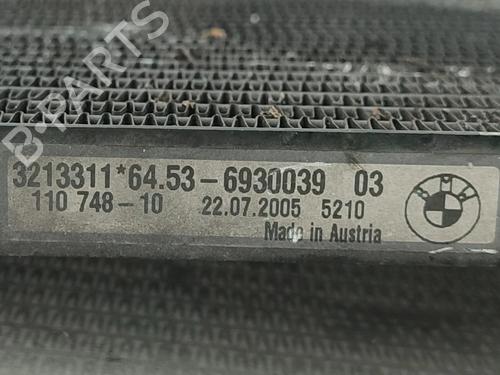 B-PARTS
3213311*64.53-6930039 03
110 748-10 22.07.2005 5210
Made in Austria
BMW